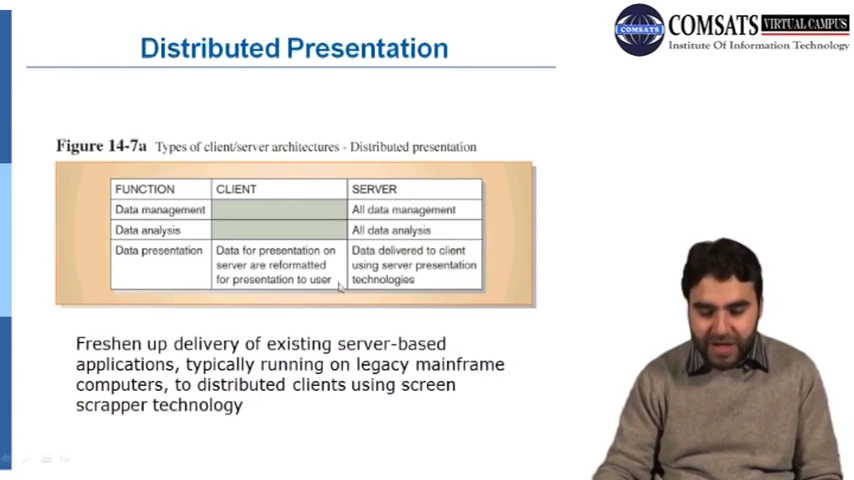 Distributed Presentation
COMSATS
COMSATS VIRTUAL CAMPUS
Institute Of Information Technology
Figure 14-7a Types of client/server architectures - Distributed presentation
FUNCTION CLIENT SERVER
Data management All data management
Data analysis All data analysis
Data presentation Data for presentation on Data delivered to client
server are reformatted using server presentation
for presentation to user technologies
Freshen up delivery of existing server-based
applications, typically running on legacy mainframe
computers, to distributed clients using screen
scrapper technology